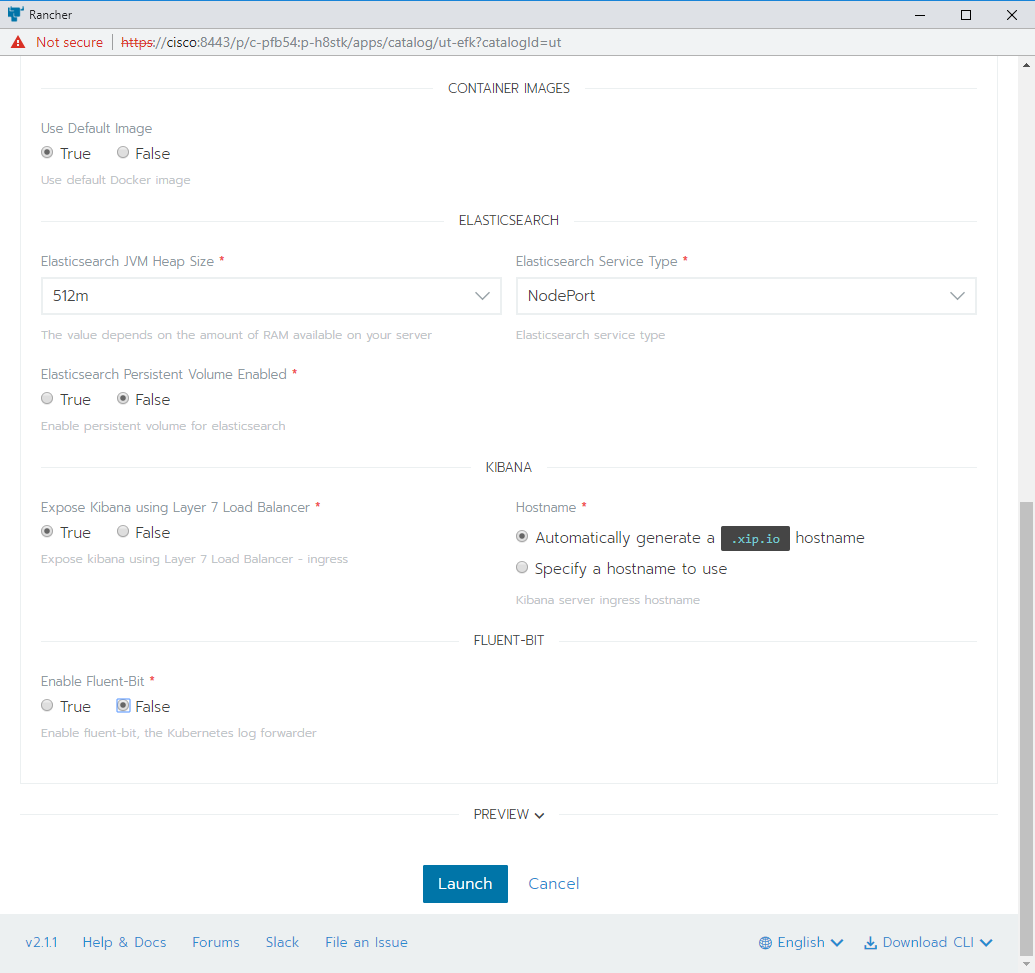 Rancher
Not secure | https://cisco:8443/p/c-pfb54:p-h8stk/apps/catalog/ut-efk?catalogId=ut
CONTAINER IMAGES
Use Default Image
True False
Use default Docker image
ELASTICSEARCH
Elasticsearch JVM Heap Size * Elasticsearch Service Type *
512m NodePort
The value depends on the amount of RAM available on your server Elasticsearch service type
Elasticsearch Persistent Volume Enabled *
True False
Enable persistent volume for elasticsearch
KIBANA
Expose Kibana using Layer 7 Load Balancer * Hostname *
True False Automatically generate a .xip.io hostname
Expose kibana using Layer 7 Load Balancer - ingress Specify a hostname to use
Kibana server ingress hostname
FLUENT-BIT
Enable Fluent-Bit *
True False
Enable fluent-bit, the Kubernetes log forwarder
PREVIEW
Launch Cancel
v2.1.1 Help & Docs Forums Slack File an Issue English Download CLI